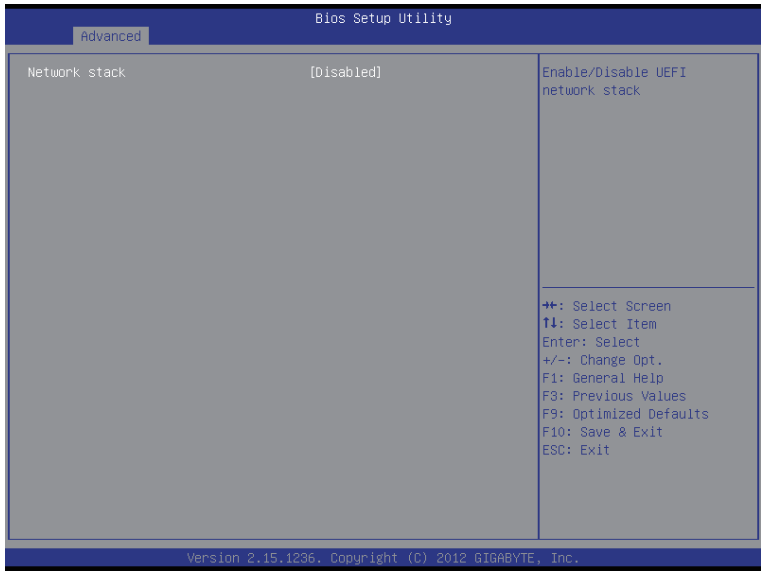 Bios Setup Utility
Advanced
Network stack [Disabled]
Enable/Disable UEFI
network stack
→←: Select Screen
↑↓: Select Item
Enter: Select
+/-: Change Opt.
F1: General Help
F3: Previous Values
F9: Optimized Defaults
F10: Save & Exit
ESC: Exit
Version 2.15.1236. Copyright (C) 2012 GIGABYTE, Inc.